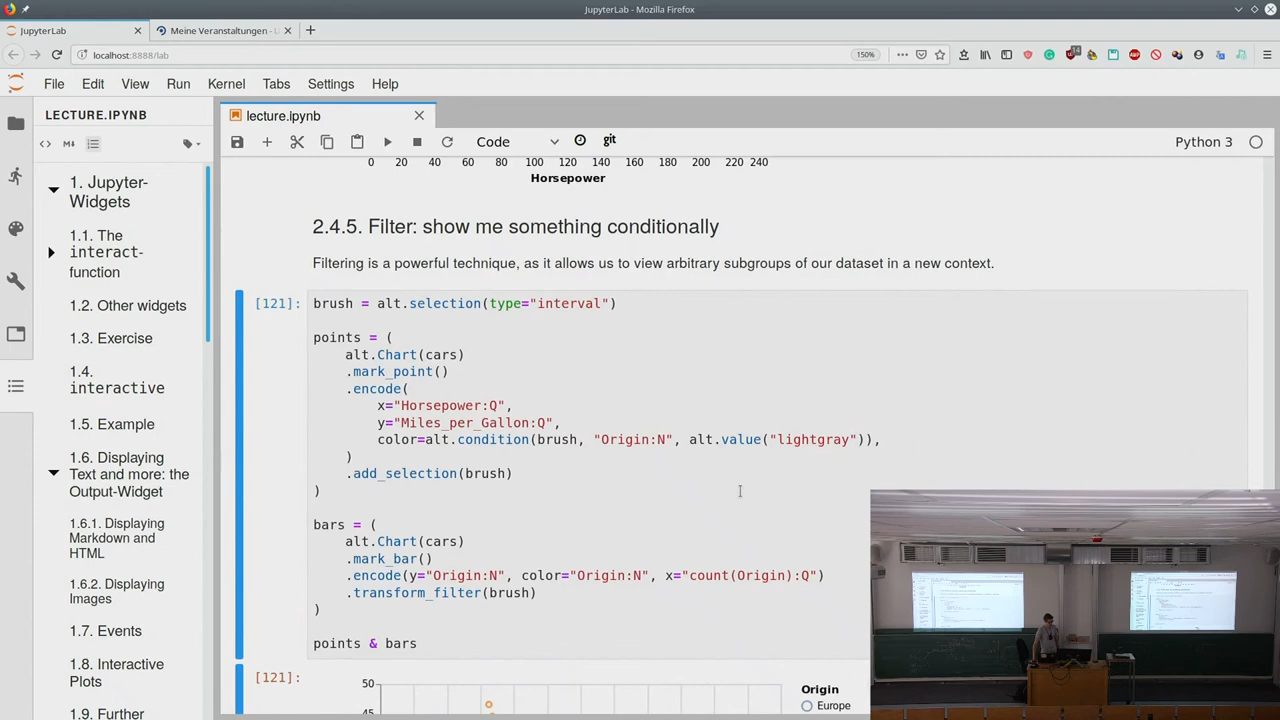 JupyterLab - Mozilla Firefox
JupyterLab
Meine Veranstaltungen -
localhost:8888/lab
150%
14
ABP
File Edit View Run Kernel Tabs Settings Help
LECTURE.IPYNB
lecture.ipynb
Code
git
Python 3
1. Jupyter-
Widgets
1.1. The
interact-
function
1.2. Other widgets
1.3. Exercise
1.4.
interactive
1.5. Example
1.6. Displaying
Text and more: the
Output-Widget
1.6.1. Displaying
Markdown and
HTML
1.6.2. Displaying
Images
1.7. Events
1.8. Interactive
Plots
1.9. Further
0 20 40 60 80 100 120 140 160 180 200 220 240
Horsepower
2.4.5. Filter: show me something conditionally
Filtering is a powerful technique, as it allows us to view arbitrary subgroups of our dataset in a new context.
[121]:
brush = alt.selection(type="interval")
points = (
alt.Chart(cars)
.mark_point()
.encode(
x="Horsepower:Q",
y="Miles_per_Gallon:Q",
color=alt.condition(brush, "Origin:N", alt.value("lightgray")),
)
.add_selection(brush)
)
bars = (
alt.Chart(cars)
.mark_bar()
.encode(y="Origin:N", color="Origin:N", x="count(Origin):Q")
.transform_filter(brush)
)
points & bars
[121]:
50
45
Origin
Europe